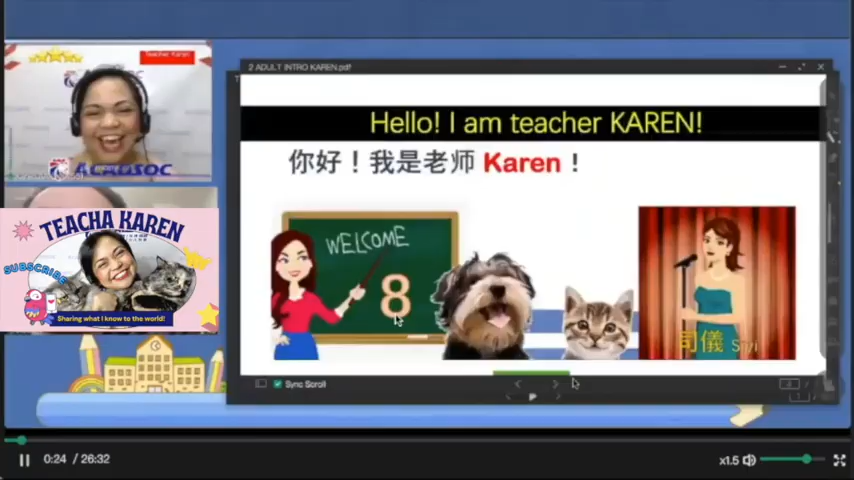 Teacher Karen
ACADSOC
TEACHA KAREN
SUBSCRIBE
Sharing what I know to the world!
2 ADULT INTRO KAREN.pdf
Hello! I am teacher KAREN!
你好！我是老师 Karen！
WELCOME
8
司儀 Sīyí
Sync Scroll
0:24 / 26:32
x1.5